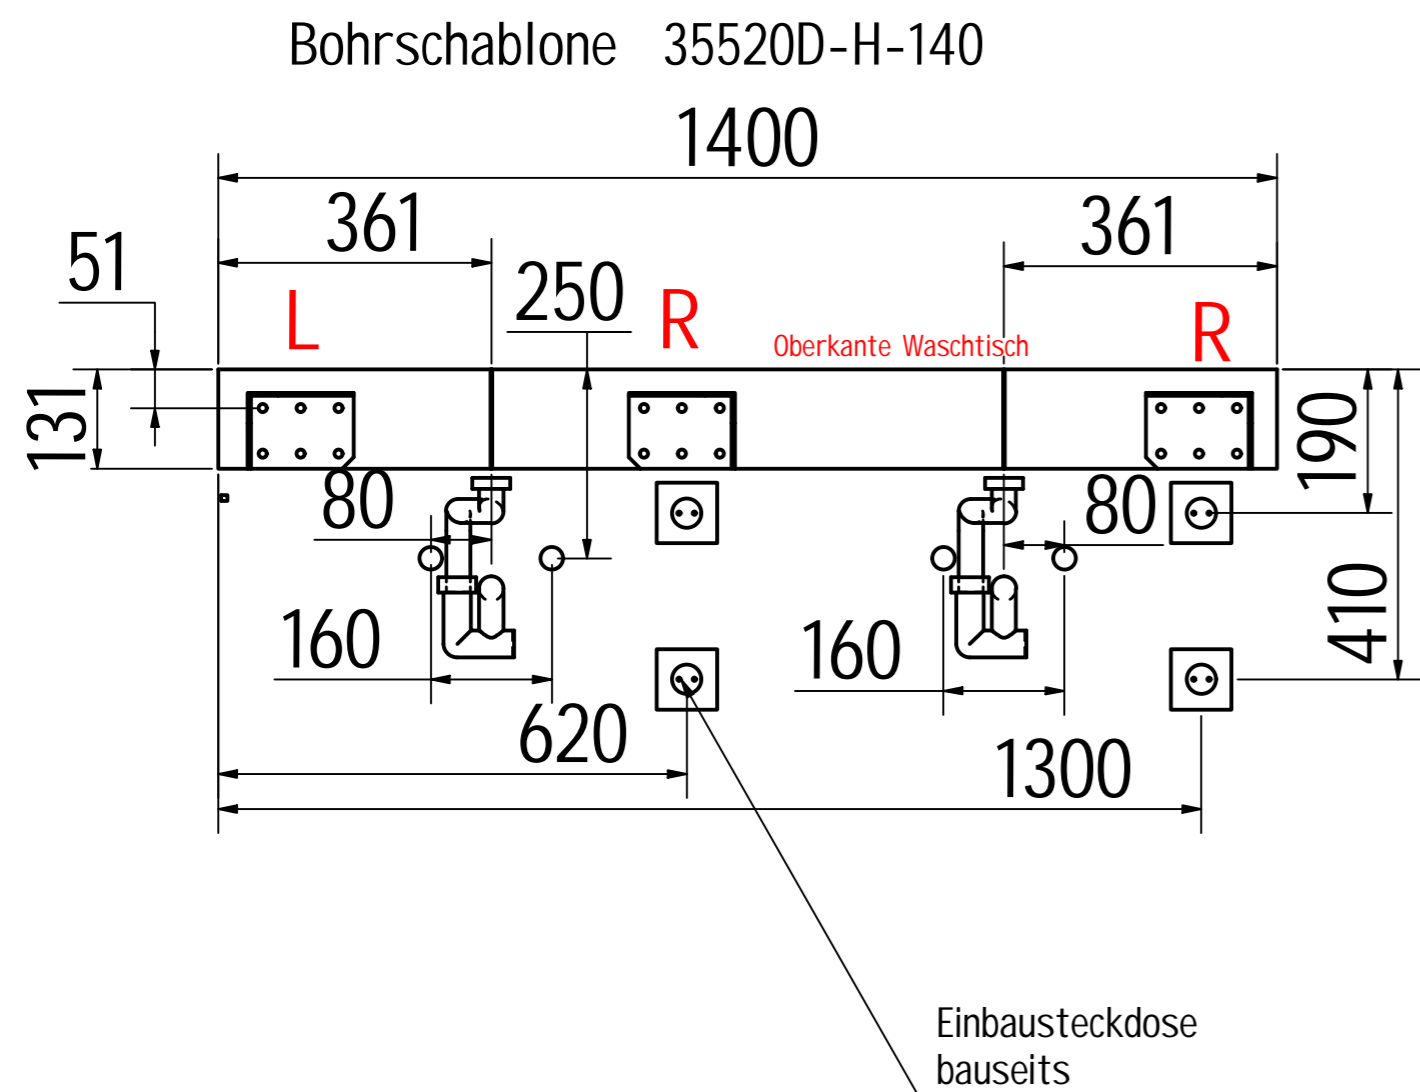 Bohrschablone 35520D-H-140
1400
361
361
51
250
L
R
Oberkante Waschtisch
R
131
190
80
80
410
160
160
620
1300
Einbausteckdose
bauseits